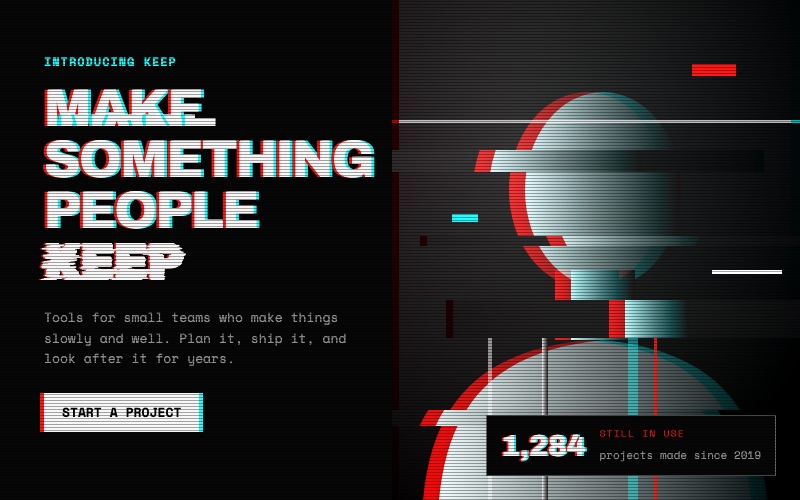 INTRODUCING KEEP
MAKE
SOMETHING
PEOPLE
KEEP
Tools for small teams who make things
slowly and well. Plan it, ship it, and
look after it for years.
START A PROJECT
1,284
STILL IN USE
projects made since 2019